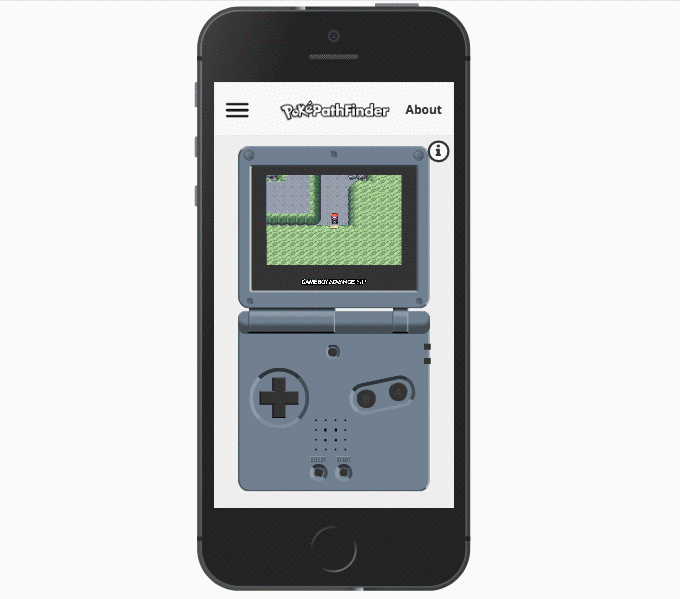 PokéPathFinder
About
GAME BOY ADVANCE SP
B
A
SELECT
START